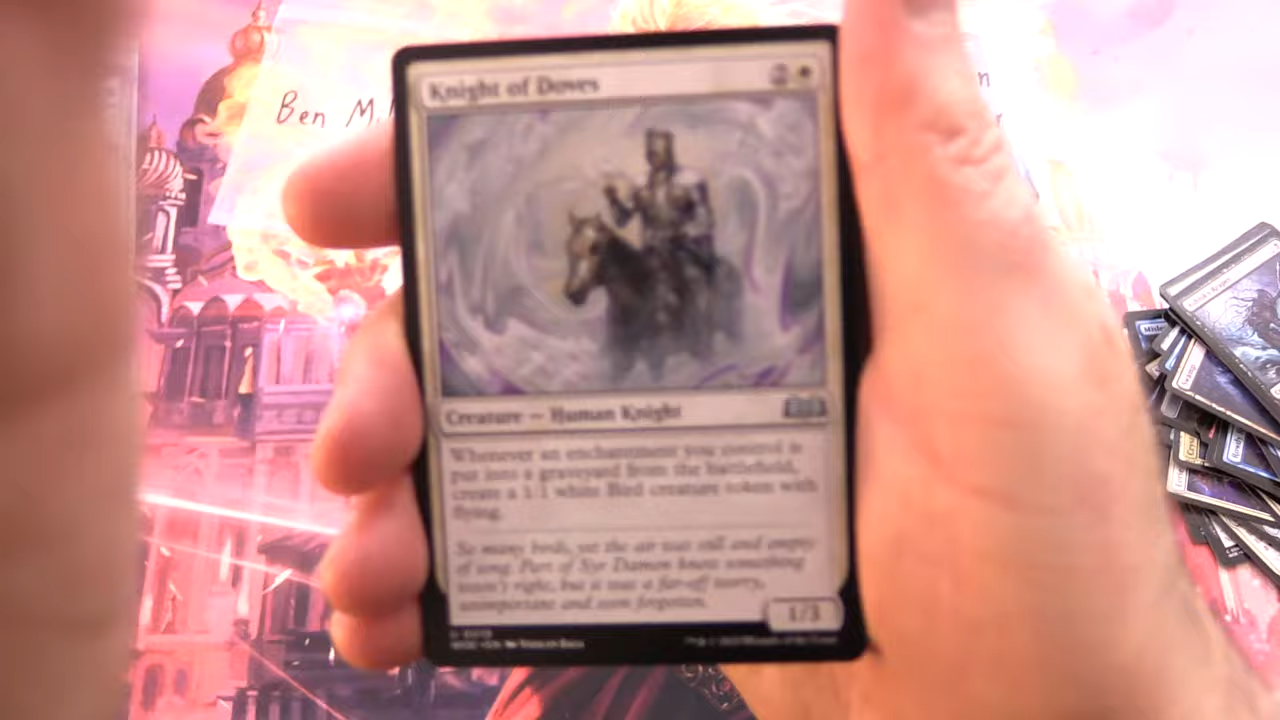 Ben M.
Knight of Doves
2
Creature — Human Knight
Whenever an enchantment you control is
put into a graveyard from the battlefield,
create a 1/1 white Bird creature token with
flying.
So many birds, yet the air was still and empty
of song. Part of Syr Damon knew something
wasn't right, but it was a far-off worry,
unimportant and soon forgotten.
1/3
Swamp